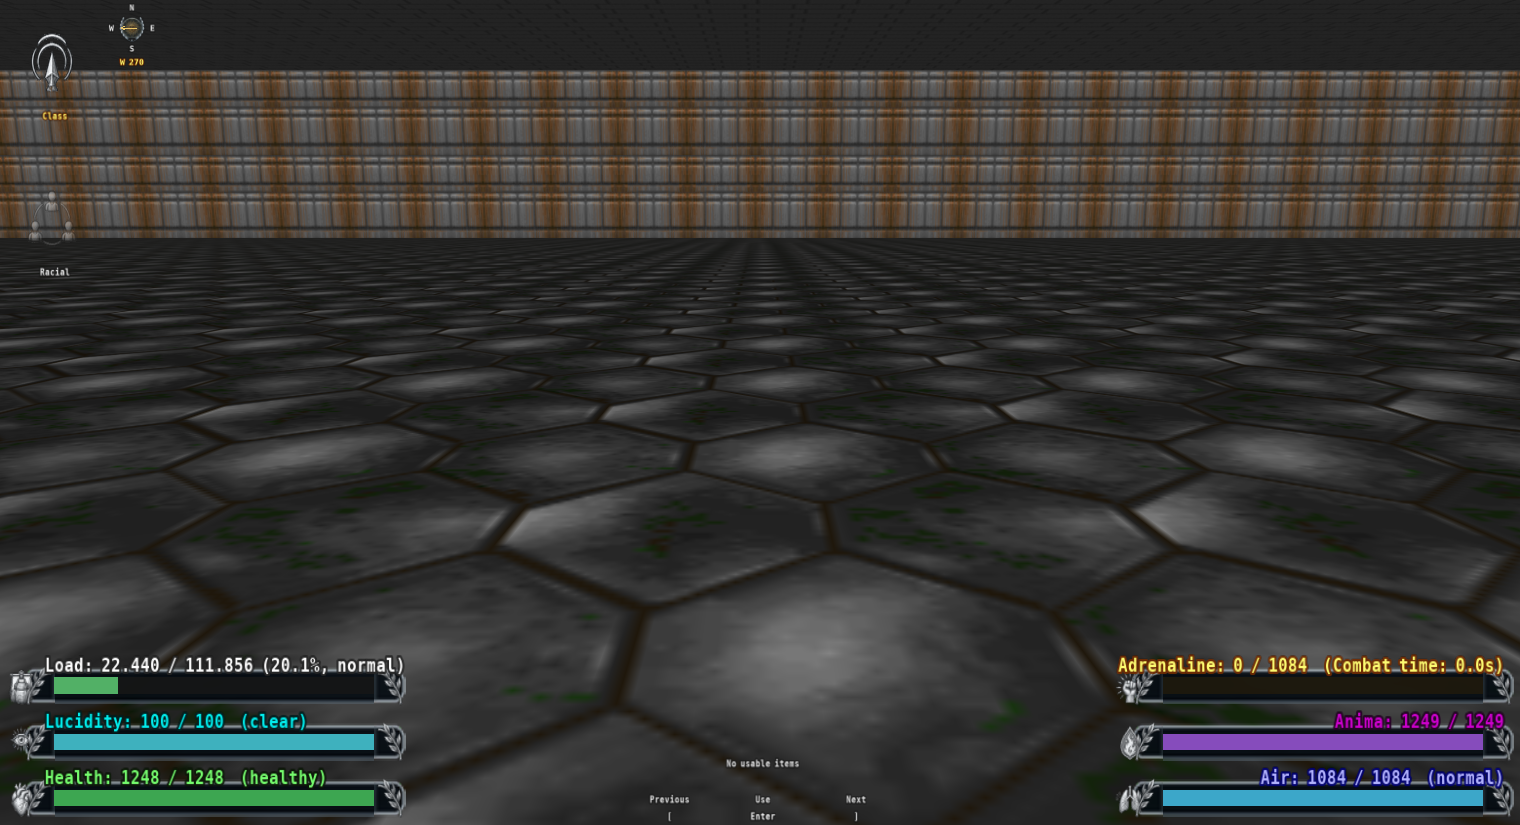 N
W E
S
W 270
Class
Racial
Load: 22.440 / 111.856 (20.1%, normal)
Lucidity: 100 / 100 (clear)
Health: 1248 / 1248 (healthy)
Adrenaline: 0 / 1084 (Combat time: 0.0s)
Anima: 1249 / 1249
Air: 1084 / 1084 (normal)
No usable items
Previous Use Next
[ Enter ]